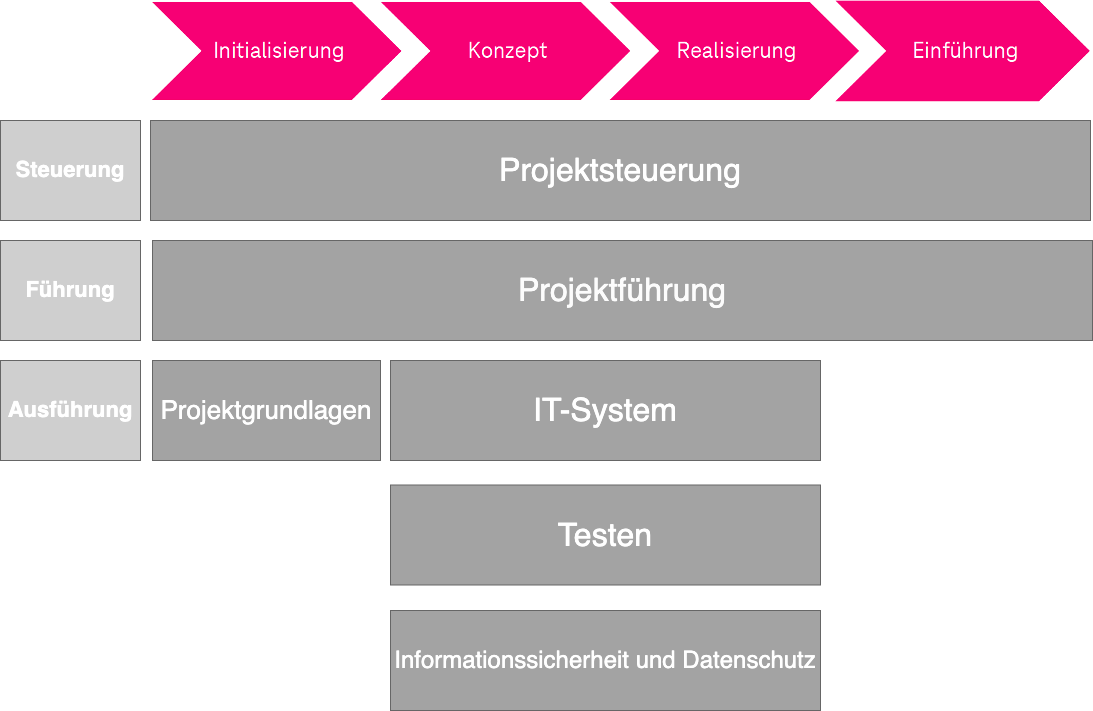 Initialisierung
Konzept
Realisierung
Einführung
Steuerung
Projektsteuerung
Führung
Projektführung
Ausführung
Projektgrundlagen
IT-System
Testen
Informationssicherheit und Datenschutz